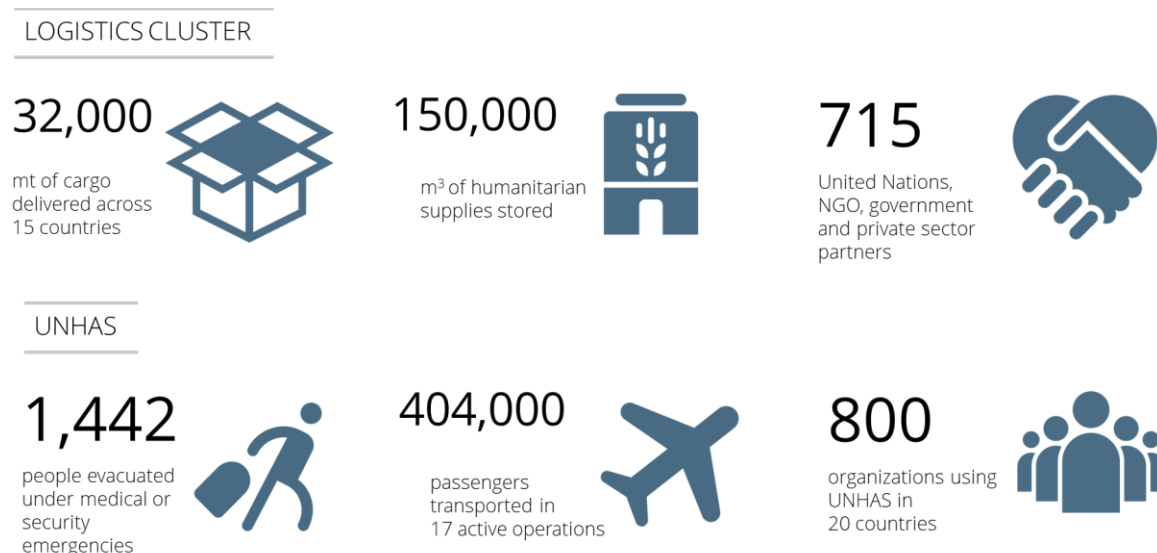 LOGISTICS CLUSTER
32,000
mt of cargo
delivered across
15 countries
150,000
m³ of humanitarian
supplies stored
715
United Nations,
NGO, government
and private sector
partners
UNHAS
1,442
people evacuated
under medical or
security
emergencies
404,000
passengers
transported in
17 active operations
800
organizations using
UNHAS in
20 countries